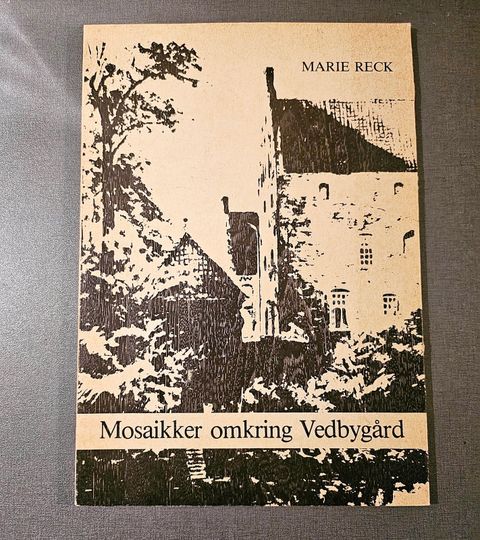 MARIE RECK
Mosaikker omkring Vedbygård